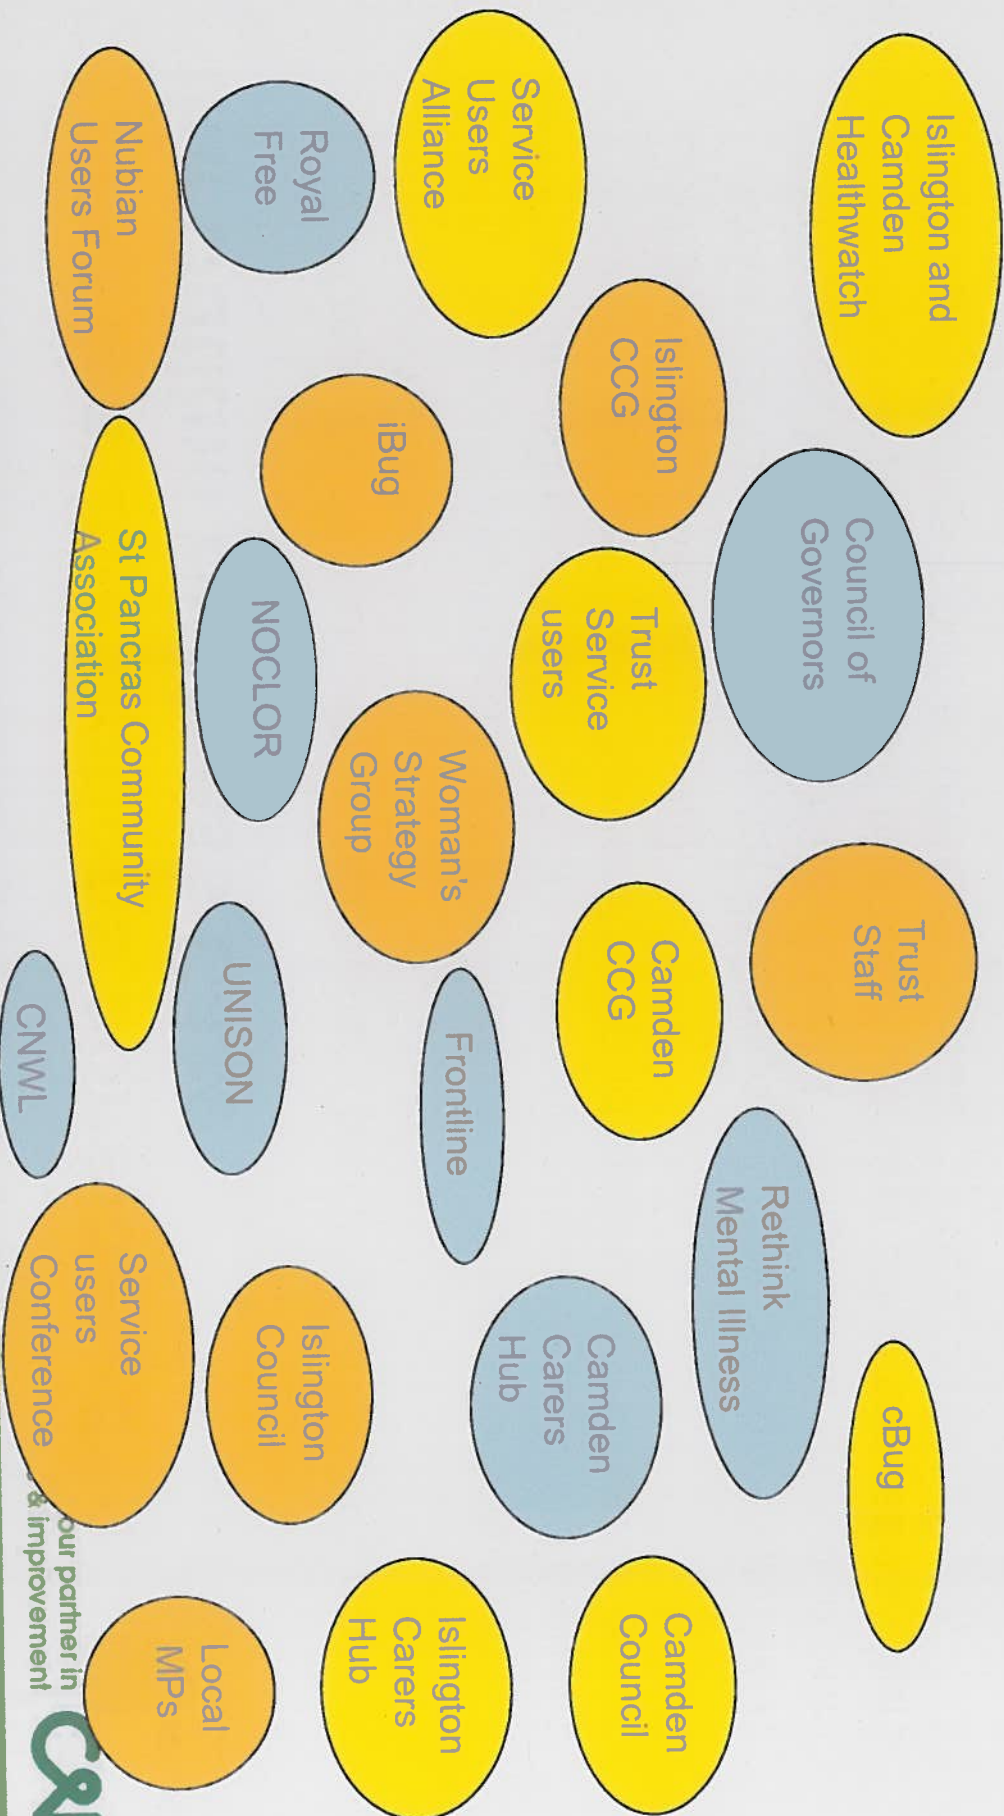 Islington and
Camden
Healthwatch
Council of
Governors
Trust
Staff
Rethink
Mental Illness
cBug
Service
Users
Alliance
Islington
CCG
Trust
Service
users
Camden
CCG
Camden
Carers
Hub
Camden
Council
Royal
Free
iBug
Woman's
Strategy
Group
Frontline
Islington
Carers
Hub
NOCLOR
UNISON
Islington
Council
Nubian
Users Forum
St Pancras Community
Association
CNWL
Service
users
Conference
Local
MPs
our partner in
& improvement